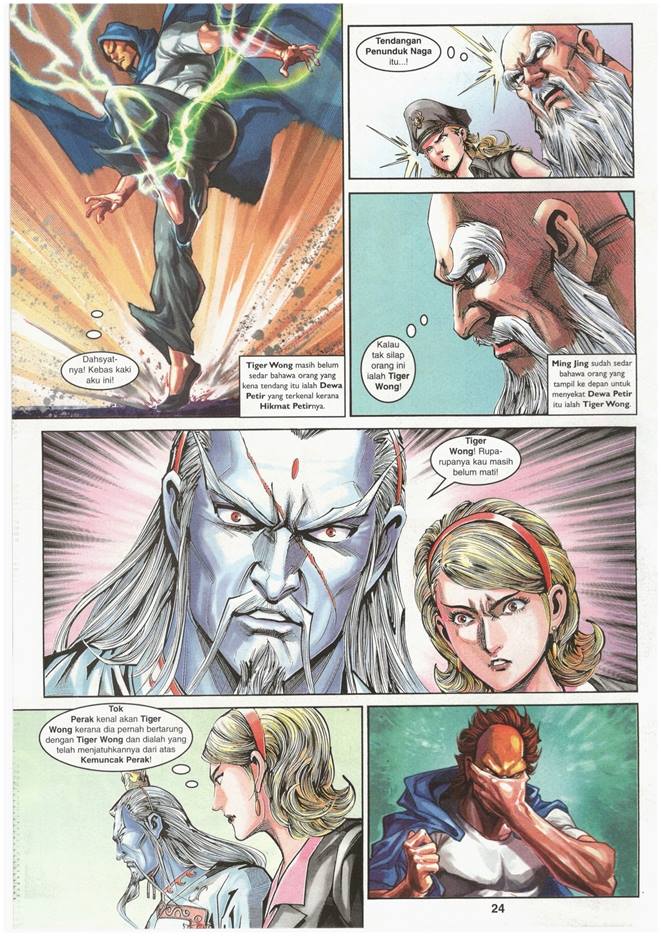 Dahsyat-
nya! Kebas kaki
aku ini!
Tiger Wong masih belum
sedar bahawa orang yang
kena tendang itu ialah Dewa
Petir yang terkenal kerana
Hikmat Petirnya.
Tendangan
Penunduk Naga
itu...!
Kalau
tak silap
orang ini
ialah Tiger
Wong!
Ming Jing sudah sedar
bahawa orang yang
tampil ke depan untuk
menyekat Dewa Petir
itu ialah Tiger Wong.
Tiger
Wong! Rupa-
rupanya kau masih
belum mati!
Tok
Perak kenal akan Tiger
Wong kerana dia pernah bertarung
dengan Tiger Wong dan dialah yang
telah menjatuhkannya dari atas
Kemuncak Perak!
24